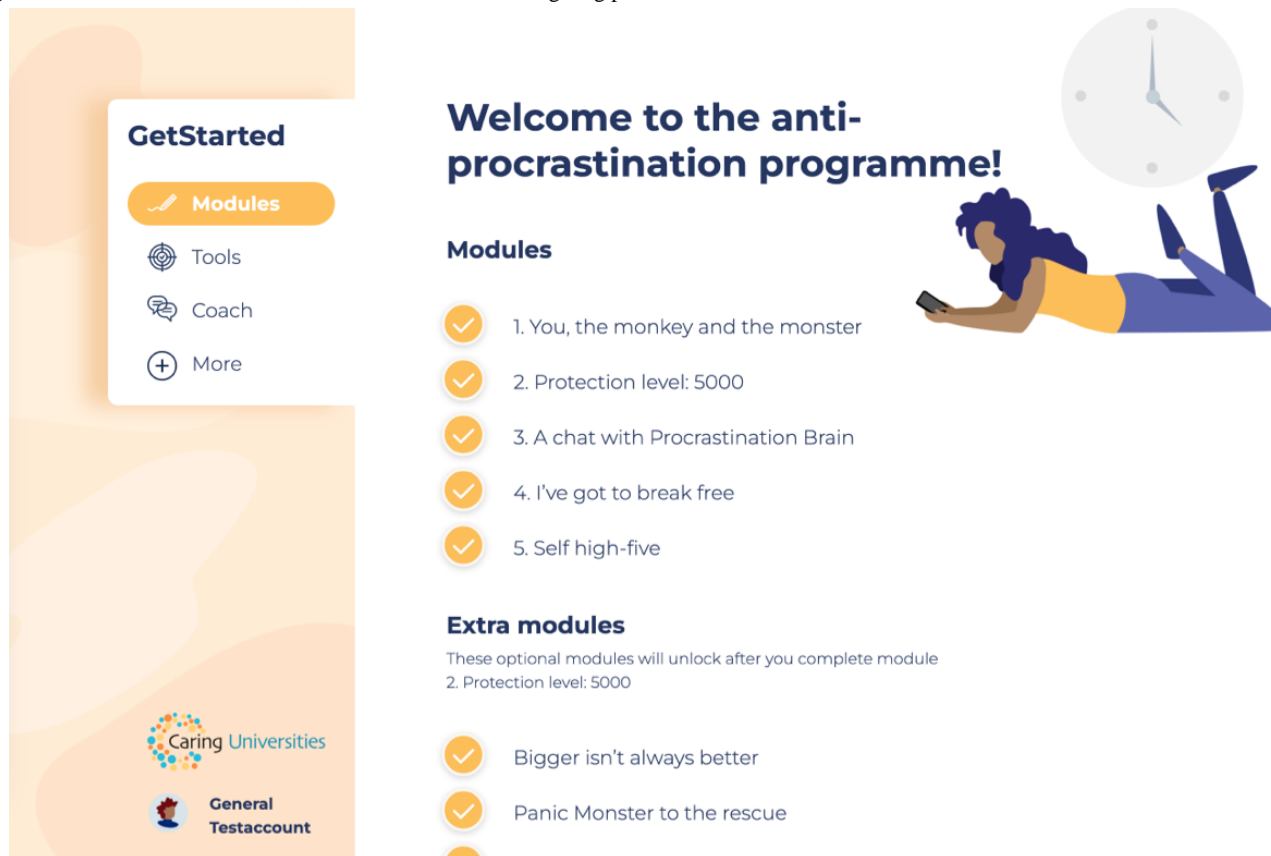 GetStarted
Modules
Tools
Coach
More
Caring Universities
General
Testaccount
Welcome to the anti-
procrastination programme!
Modules
1. You, the monkey and the monster
2. Protection level: 5000
3. A chat with Procrastination Brain
4. I've got to break free
5. Self high-five
Extra modules
These optional modules will unlock after you complete module
2. Protection level: 5000
Bigger isn't always better
Panic Monster to the rescue